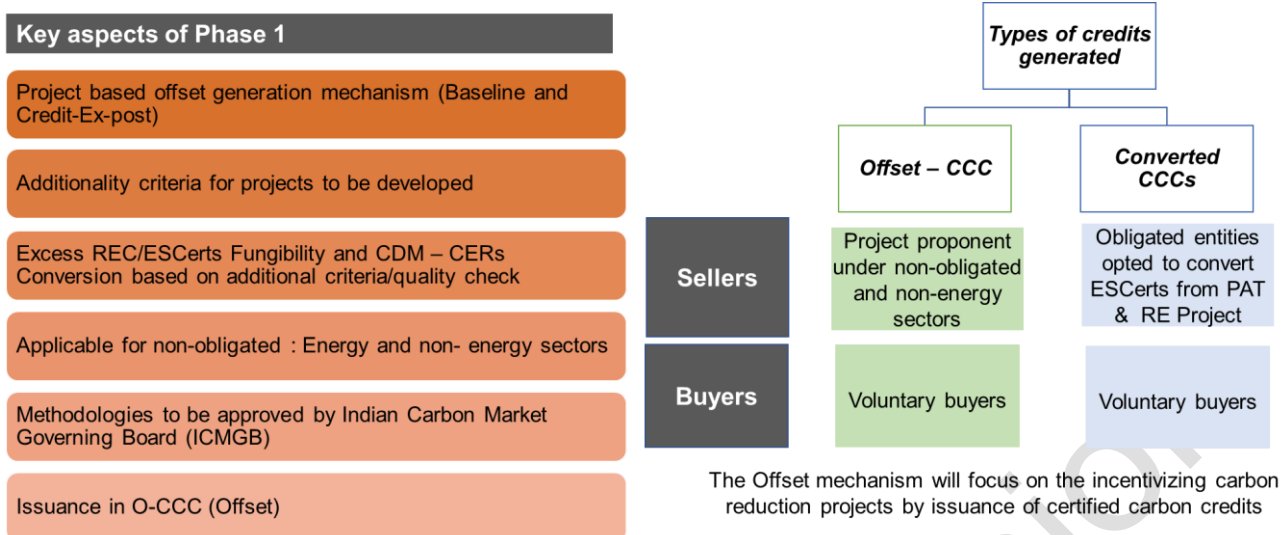 Key aspects of Phase 1
Project based offset generation mechanism (Baseline and
Credit-Ex-post)
Additionality criteria for projects to be developed
Excess REC/ESCerts Fungibility and CDM – CERs
Conversion based on additional criteria/quality check
Applicable for non-obligated : Energy and non- energy sectors
Methodologies to be approved by Indian Carbon Market
Governing Board (ICMGB)
Issuance in O-CCC (Offset)
Types of credits
generated
Offset – CCC
Converted
CCCs
Sellers
Project proponent
under non-obligated
and non-energy
sectors
Obligated entities
opted to convert
ESCerts from PAT
& RE Project
Buyers
Voluntary buyers
Voluntary buyers
The Offset mechanism will focus on the incentivizing carbon
reduction projects by issuance of certified carbon credits